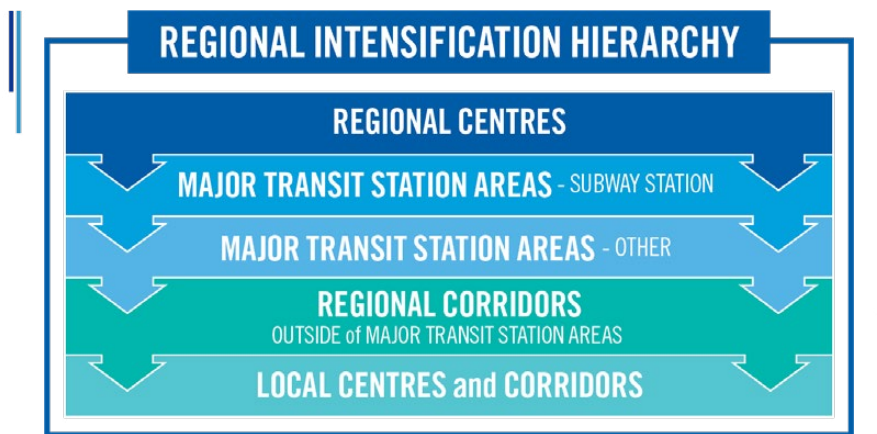 REGIONAL INTENSIFICATION HIERARCHY
REGIONAL CENTRES
MAJOR TRANSIT STATION AREAS - SUBWAY STATION
MAJOR TRANSIT STATION AREAS - OTHER
REGIONAL CORRIDORS
OUTSIDE of MAJOR TRANSIT STATION AREAS
LOCAL CENTRES and CORRIDORS